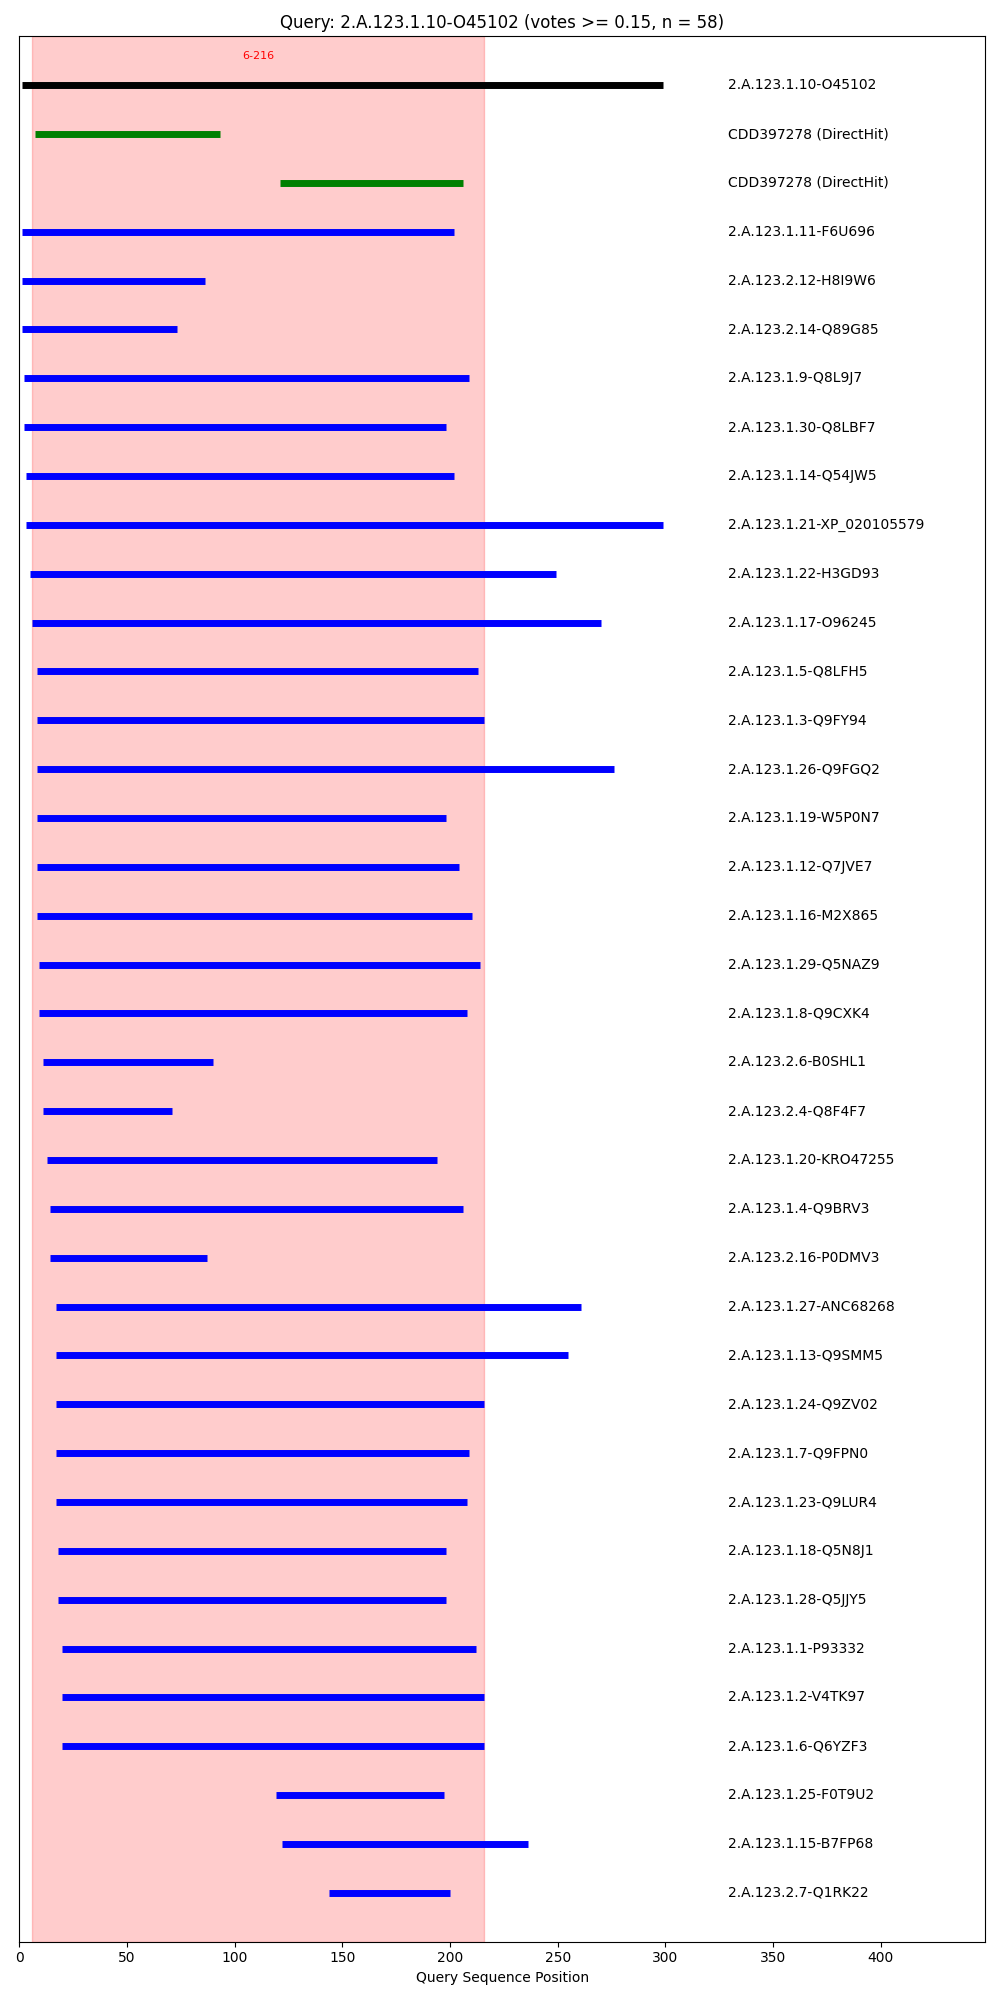 Query: 2.A.123.1.10-O45102 (votes >= 0.15, n = 58)
6-216
2.A.123.1.10-O45102
CDD397278 (DirectHit)
CDD397278 (DirectHit)
2.A.123.1.11-F6U696
2.A.123.2.12-H8I9W6
2.A.123.2.14-Q89G85
2.A.123.1.9-Q8L9J7
2.A.123.1.30-Q8LBF7
2.A.123.1.14-Q54JW5
2.A.123.1.21-XP_020105579
2.A.123.1.22-H3GD93
2.A.123.1.17-O96245
2.A.123.1.5-Q8LFH5
2.A.123.1.3-Q9FY94
2.A.123.1.26-Q9FGQ2
2.A.123.1.19-W5P0N7
2.A.123.1.12-Q7JVE7
2.A.123.1.16-M2X865
2.A.123.1.29-Q5NAZ9
2.A.123.1.8-Q9CXK4
2.A.123.2.6-B0SHL1
2.A.123.2.4-Q8F4F7
2.A.123.1.20-KRO47255
2.A.123.1.4-Q9BRV3
2.A.123.2.16-P0DMV3
2.A.123.1.27-ANC68268
2.A.123.1.13-Q9SMM5
2.A.123.1.24-Q9ZV02
2.A.123.1.7-Q9FPN0
2.A.123.1.23-Q9LUR4
2.A.123.1.18-Q5N8J1
2.A.123.1.28-Q5JJY5
2.A.123.1.1-P93332
2.A.123.1.2-V4TK97
2.A.123.1.6-Q6YZF3
2.A.123.1.25-F0T9U2
2.A.123.1.15-B7FP68
2.A.123.2.7-Q1RK22
0 50 100 150 200 250 300 350 400
Query Sequence Position